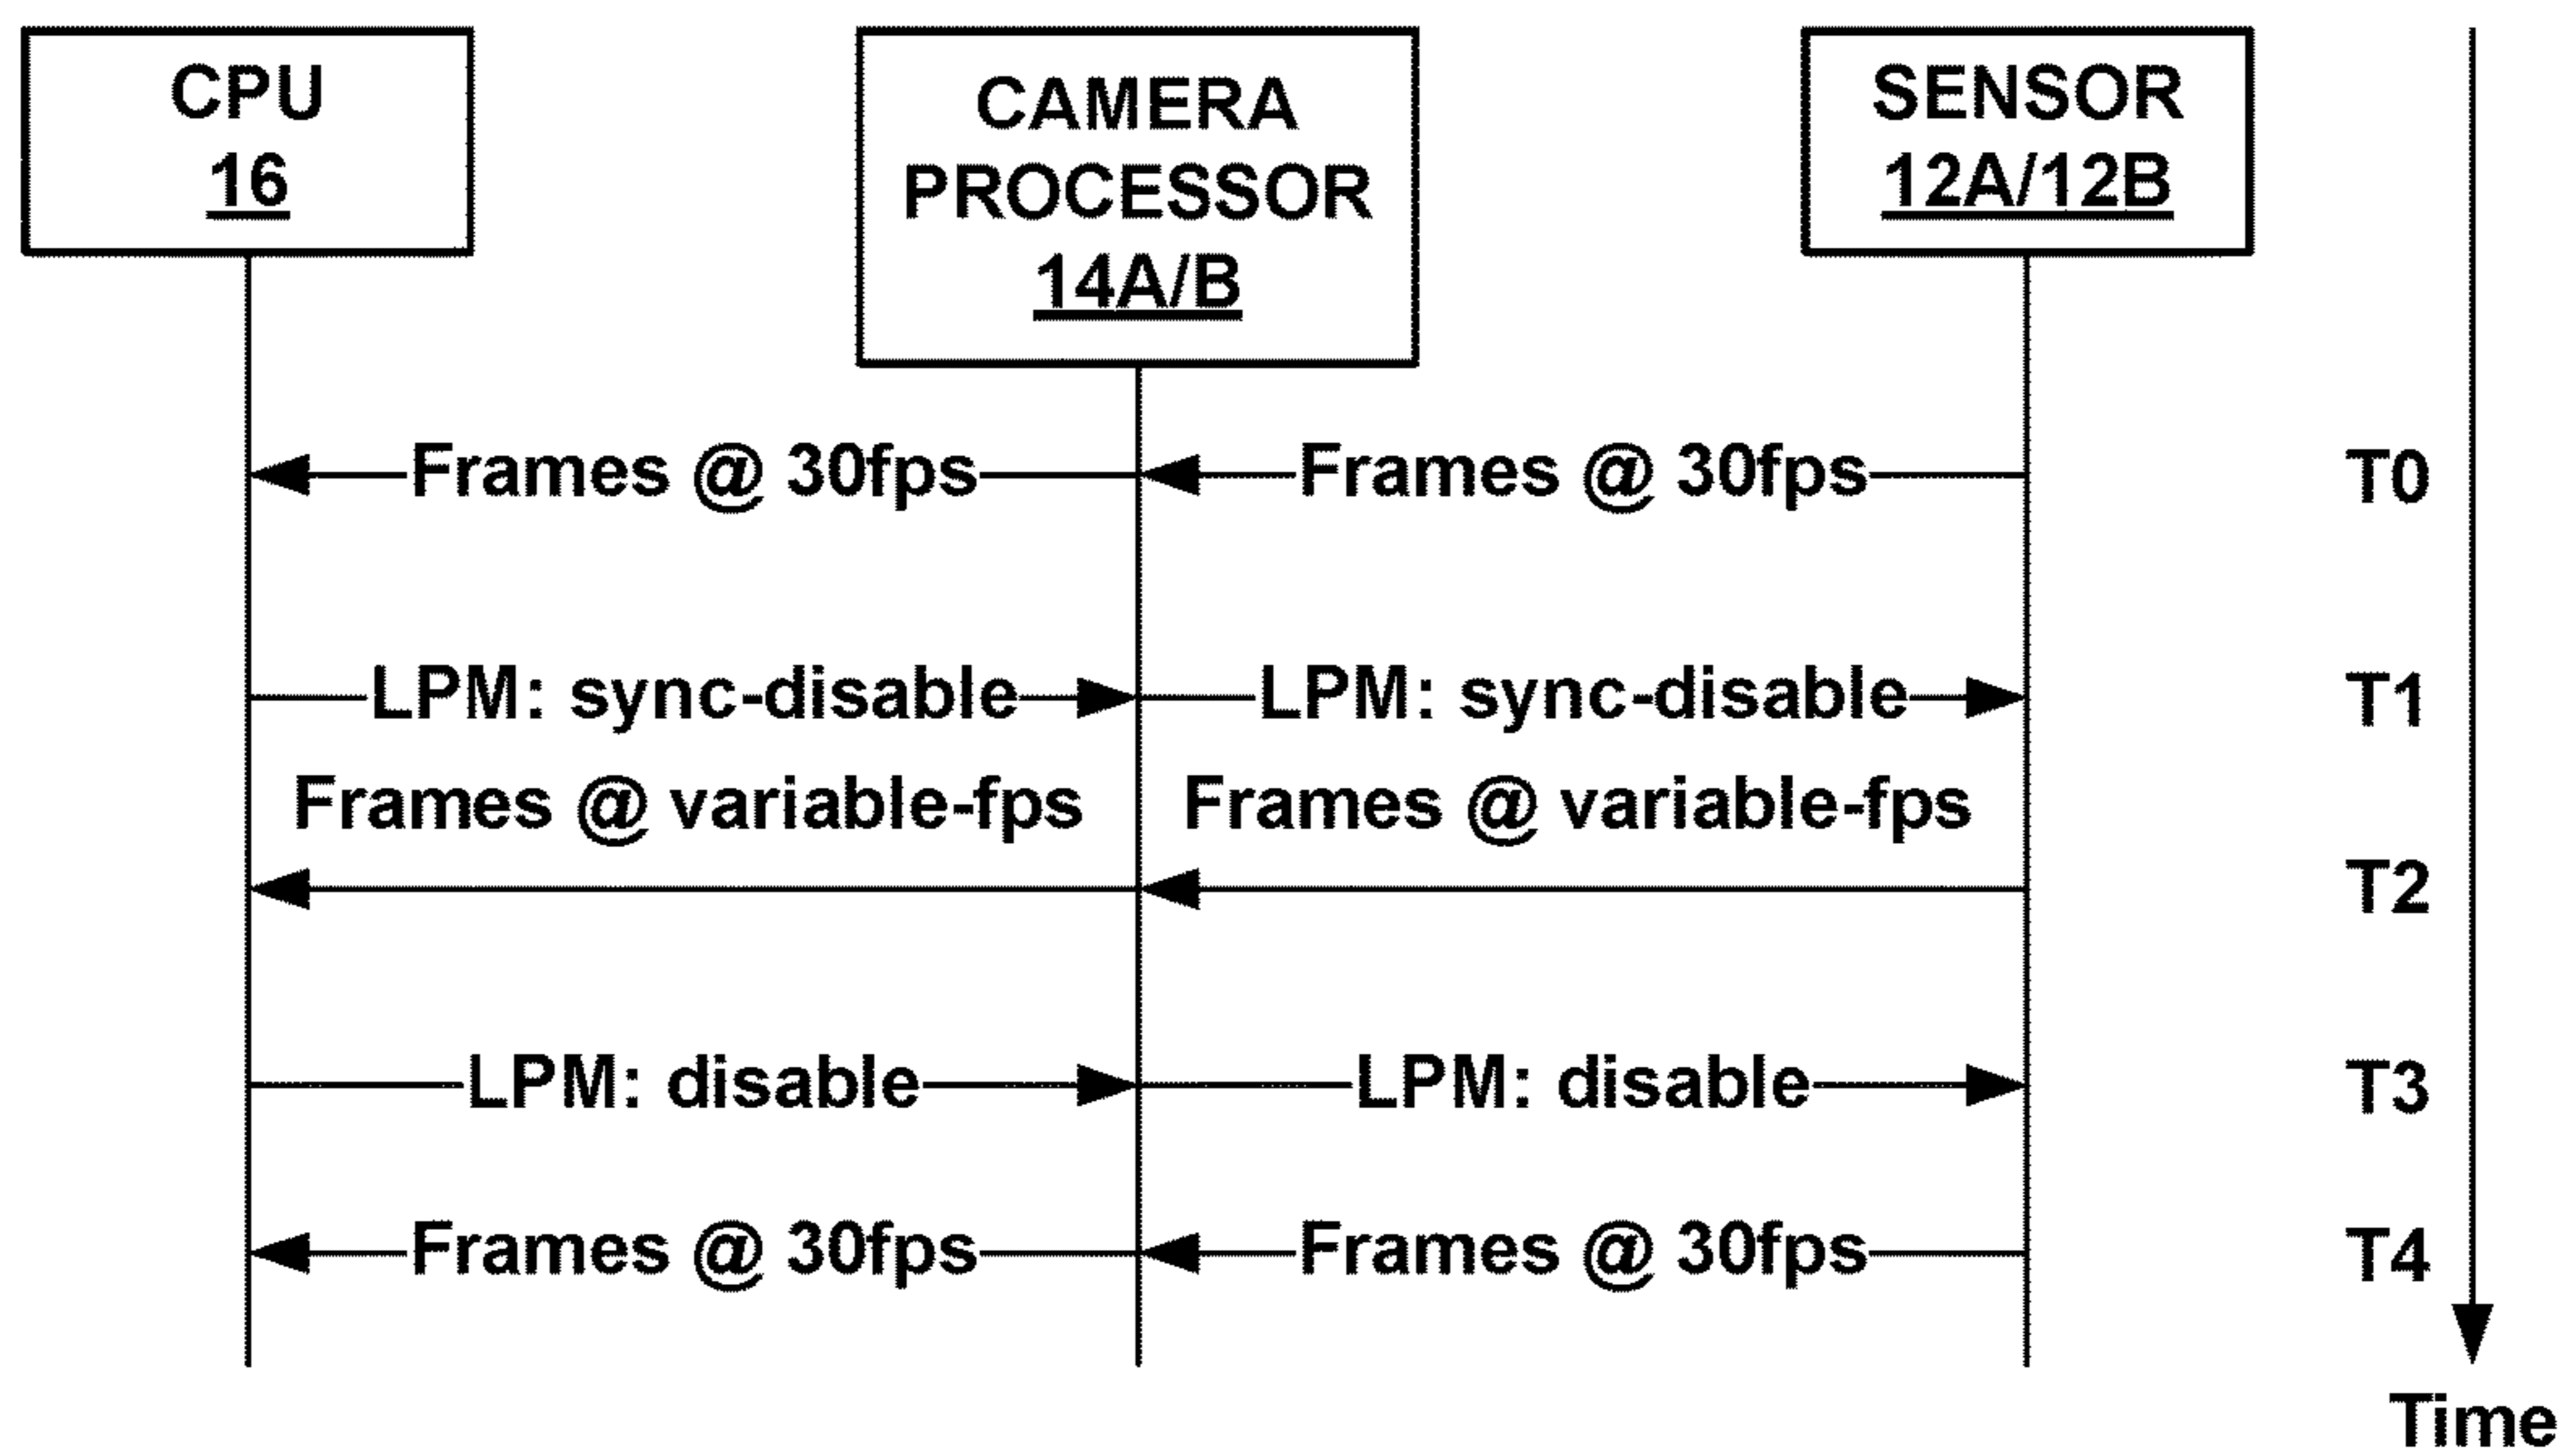 CPU
16
CAMERA
PROCESSOR
14A/B
SENSOR
12A/12B
Frames @ 30fps
Frames @ 30fps
T0
LPM: sync-disable
LPM: sync-disable
T1
Frames @ variable-fps
Frames @ variable-fps
T2
LPM: disable
LPM: disable
T3
Frames @ 30fps
Frames @ 30fps
T4
Time